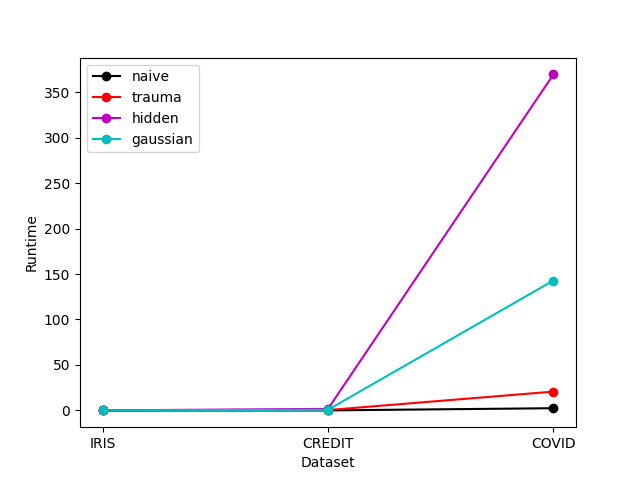 naive
trauma
hidden
gaussian
350
300
250
200
150
100
50
0
Runtime
IRIS CREDIT COVID
Dataset